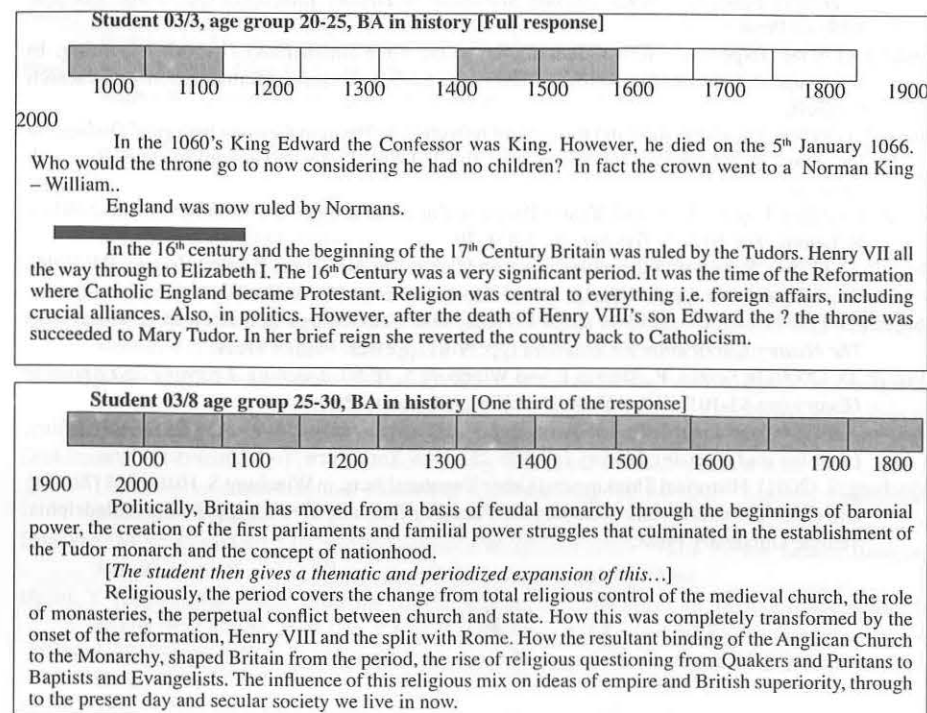 Student 03/3, age group 20-25, BA in history [Full response]
1000 1100 1200 1300 1400 1500 1600 1700 1800 1900
2000
In the 1060's King Edward the Confessor was King. However, he died on the 5th January 1066.
Who would the throne go to now considering he had no children? In fact the crown went to a Norman King
– William..
England was now ruled by Normans.
In the 16th century and the beginning of the 17th Century Britain was ruled by the Tudors. Henry VII all
the way through to Elizabeth I. The 16th Century was a very significant period. It was the time of the Reformation
where Catholic England became Protestant. Religion was central to everything i.e. foreign affairs, including
crucial alliances. Also, in politics. However, after the death of Henry VIII's son Edward the ? the throne was
succeeded to Mary Tudor. In her brief reign she reverted the country back to Catholicism.
Student 03/8 age group 25-30, BA in history [One third of the response]
1000 1100 1200 1300 1400 1500 1600 1700 1800
1900 2000
Politically, Britain has moved from a basis of feudal monarchy through the beginnings of baronial
power, the creation of the first parliaments and familial power struggles that culminated in the establishment of
the Tudor monarch and the concept of nationhood.
[The student then gives a thematic and periodized expansion of this...]
Religiously, the period covers the change from total religious control of the medieval church, the role
of monasteries, the perpetual conflict between church and state. How this was completely transformed by the
onset of the reformation, Henry VIII and the split with Rome. How the resultant binding of the Anglican Church
to the Monarchy, shaped Britain from the period, the rise of religious questioning from Quakers and Puritans to
Baptists and Evangelists. The influence of this religious mix on ideas of empire and British superiority, through
to the present day and secular society we live in now.